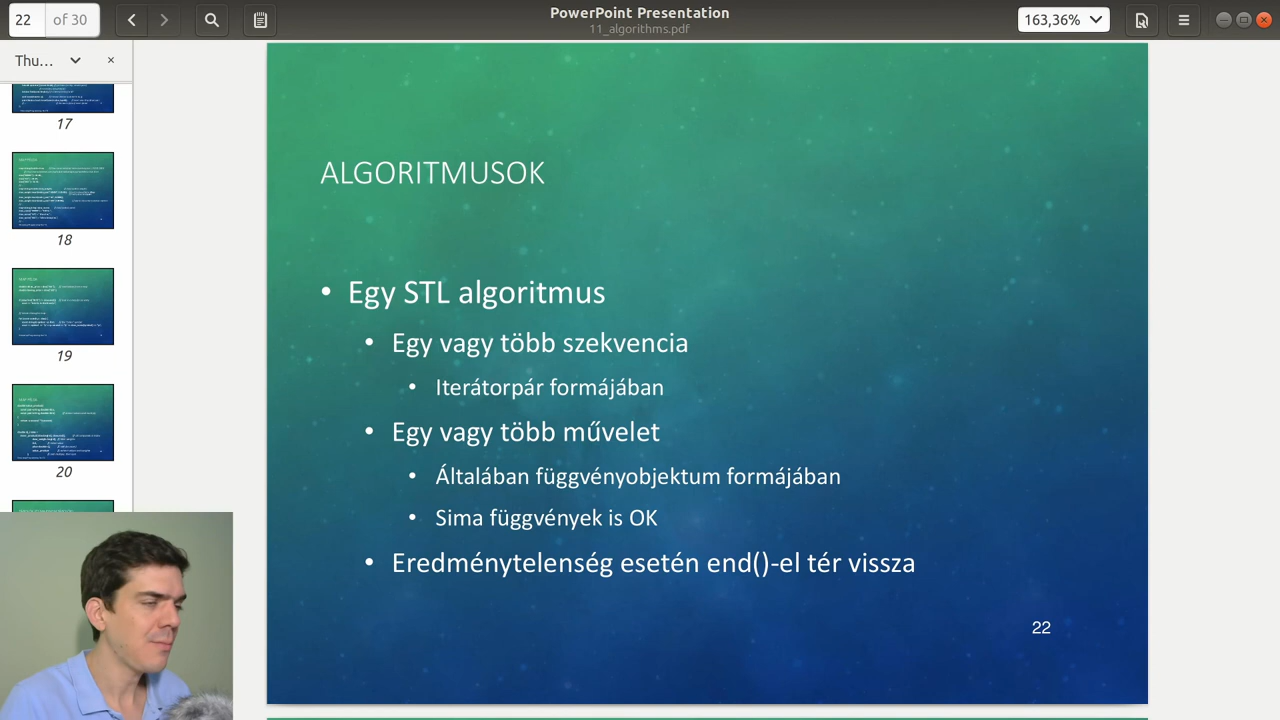 22 of 30
PowerPoint Presentation
11_algorithms.pdf
163,36%
Thu...
17
18
19
20
ALGORITMUSOK
• Egy STL algoritmus
• Egy vagy több szekvencia
• Iterátorpár formájában
• Egy vagy több művelet
• Általában függvényobjektum formájában
• Sima függvények is OK
• Eredménytelenség esetén end()-el tér vissza
22